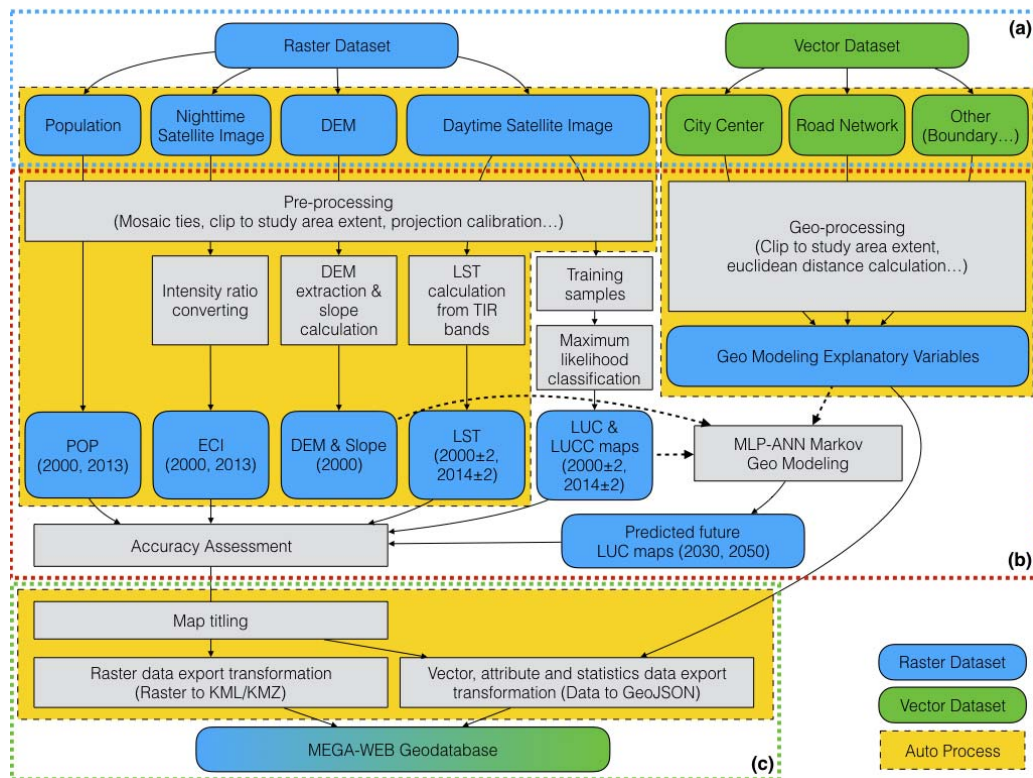 (a)
Raster Dataset
Vector Dataset
Population
Nighttime
Satellite Image
DEM
Daytime Satellite Image
City Center
Road Network
Other
(Boundary…)
Pre-processing
(Mosaic ties, clip to study area extent, projection calibration…)
Geo-processing
(Clip to study area extent,
euclidean distance calculation…)
Intensity ratio
converting
DEM
extraction &
slope
calculation
LST
calculation
from TIR
bands
Training
samples
Maximum
likelihood
classification
Geo Modeling Explanatory Variables
POP
(2000, 2013)
ECI
(2000, 2013)
DEM & Slope
(2000)
LST
(2000±2,
2014±2)
LUC &
LUCC maps
(2000±2,
2014±2)
MLP-ANN Markov
Geo Modeling
Accuracy Assessment
Predicted future
LUC maps (2030, 2050)
(b)
Map titling
Raster data export transformation
(Raster to KML/KMZ)
Vector, attribute and statistics data export
transformation (Data to GeoJSON)
MEGA-WEB Geodatabase
(c)
Raster Dataset
Vector Dataset
Auto Process